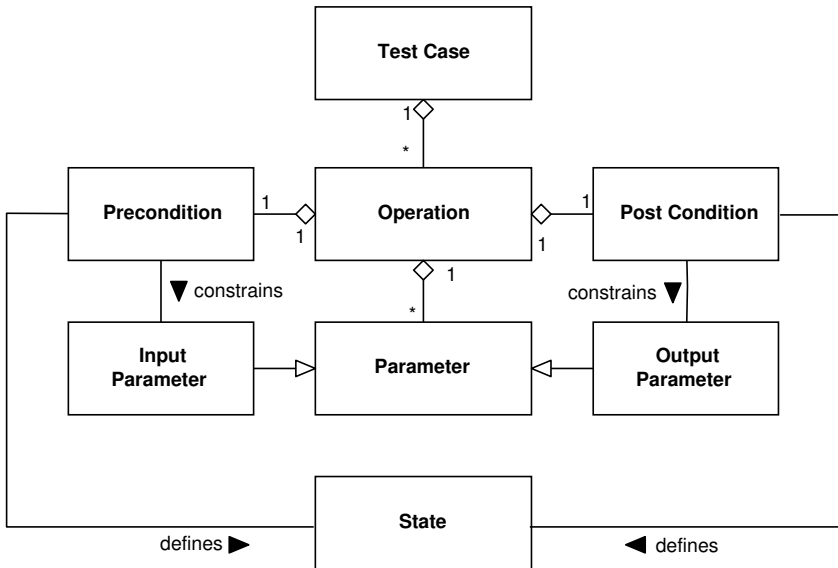 Test Case
1
*
Precondition
1
1
Operation
1
1
Post Condition
1
*
constrains
constrains
Input
Parameter
Parameter
Output
Parameter
State
defines
defines